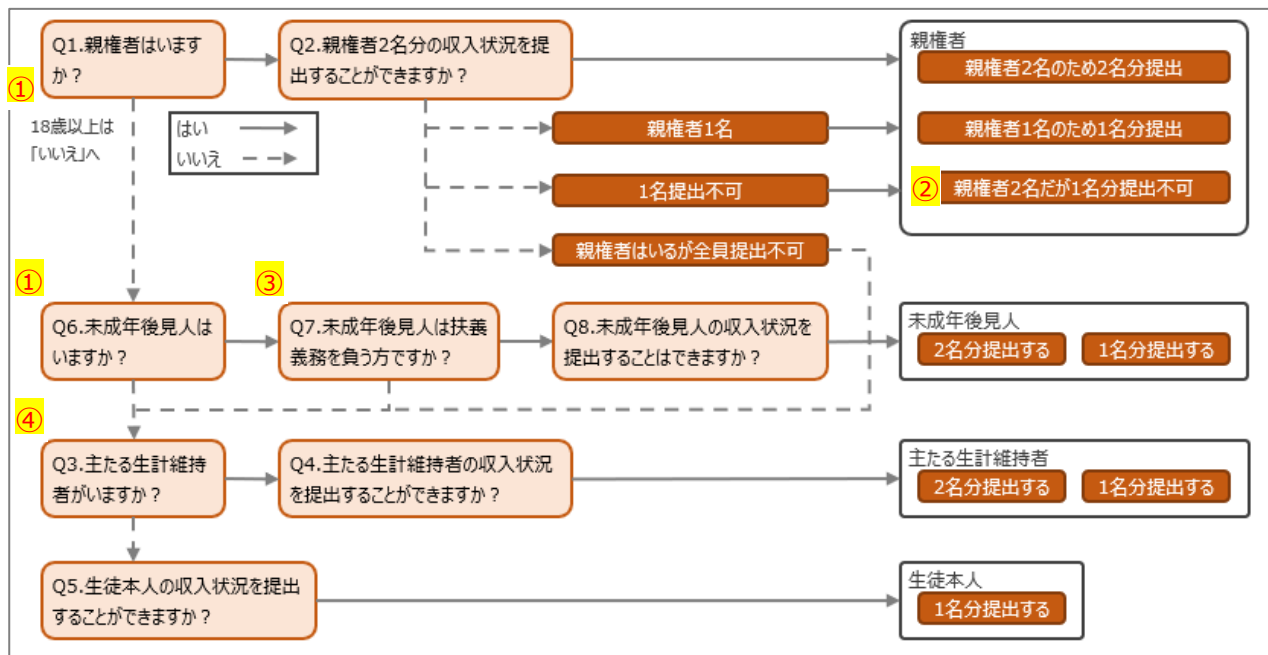 Q1.親権者はいます
か？
Q2.親権者2名分の収入状況を提
出することができますか？
親権者
親権者2名のため2名分提出
①
18歳以上は
「いいえ」へ
はい
いいえ
親権者1名
親権者1名のため1名分提出
1名提出不可
②
親権者2名だが1名分提出不可
親権者はいるが全員提出不可
①
③
Q6.未成年後見人は
いますか？
Q7.未成年後見人は扶義
義務を負う方ですか？
Q8.未成年後見人の収入状況を
提出することはできますか？
未成年後見人
2名分提出する
1名分提出する
④
Q3.主たる生計維持
者がいますか？
Q4.主たる生計維持者の収入状況
を提出することができますか？
主たる生計維持者
2名分提出する
1名分提出する
Q5.生徒本人の収入状況を提出
することができますか？
生徒本人
1名分提出する